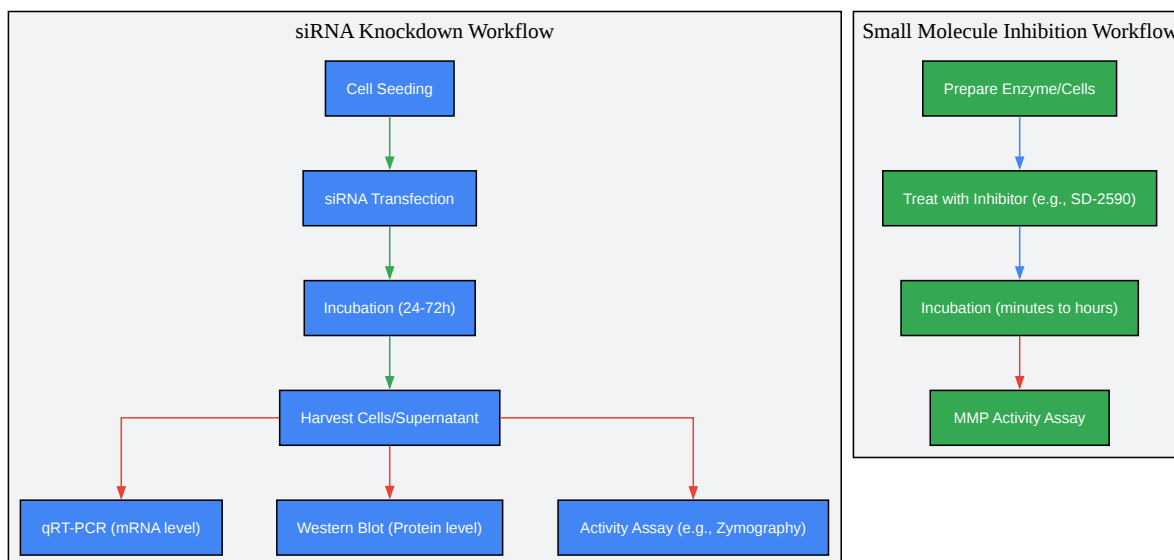 siRNA Knockdown Workflow
Cell Seeding
siRNA Transfection
Incubation (24-72h)
Harvest Cells/Supernatant
qRT-PCR (mRNA level)
Western Blot (Protein level)
Activity Assay (e.g., Zymography)
Small Molecule Inhibition Workflow
Prepare Enzyme/Cells
Treat with Inhibitor (e.g., SD-2590)
Incubation (minutes to hours)
MMP Activity Assay